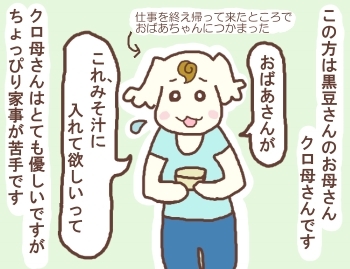 この方は黒豆さんのお母さん
クロ母さんです
仕事を終え帰って来たところで
おばあちゃんにつかまった
おばあさんが
これ、みそ汁に
入れて欲しいって
クロ母さんはとても優しいですが
ちょっぴり家事が苦手です